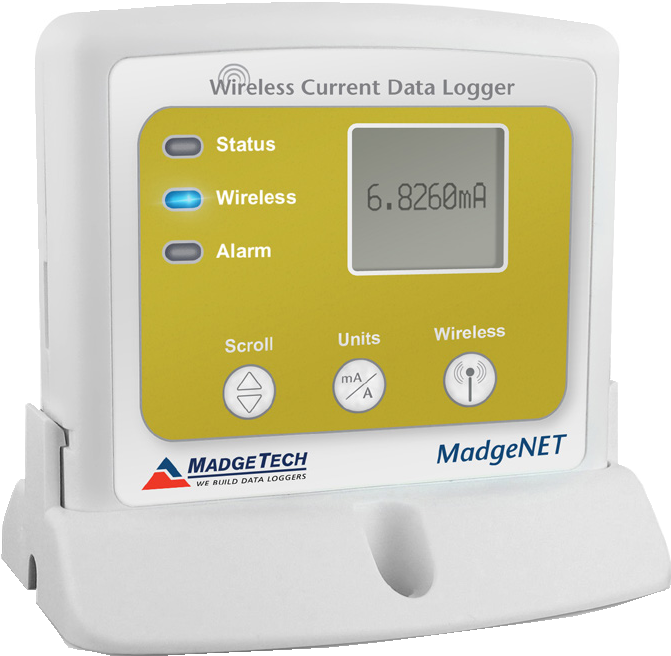 Wireless Current Data Logger
Status
Wireless
Alarm
6.8260mA
Scroll
Units
Wireless
mA/A
MADGETECH
WE BUILD DATA LOGGERS
MadgeNET